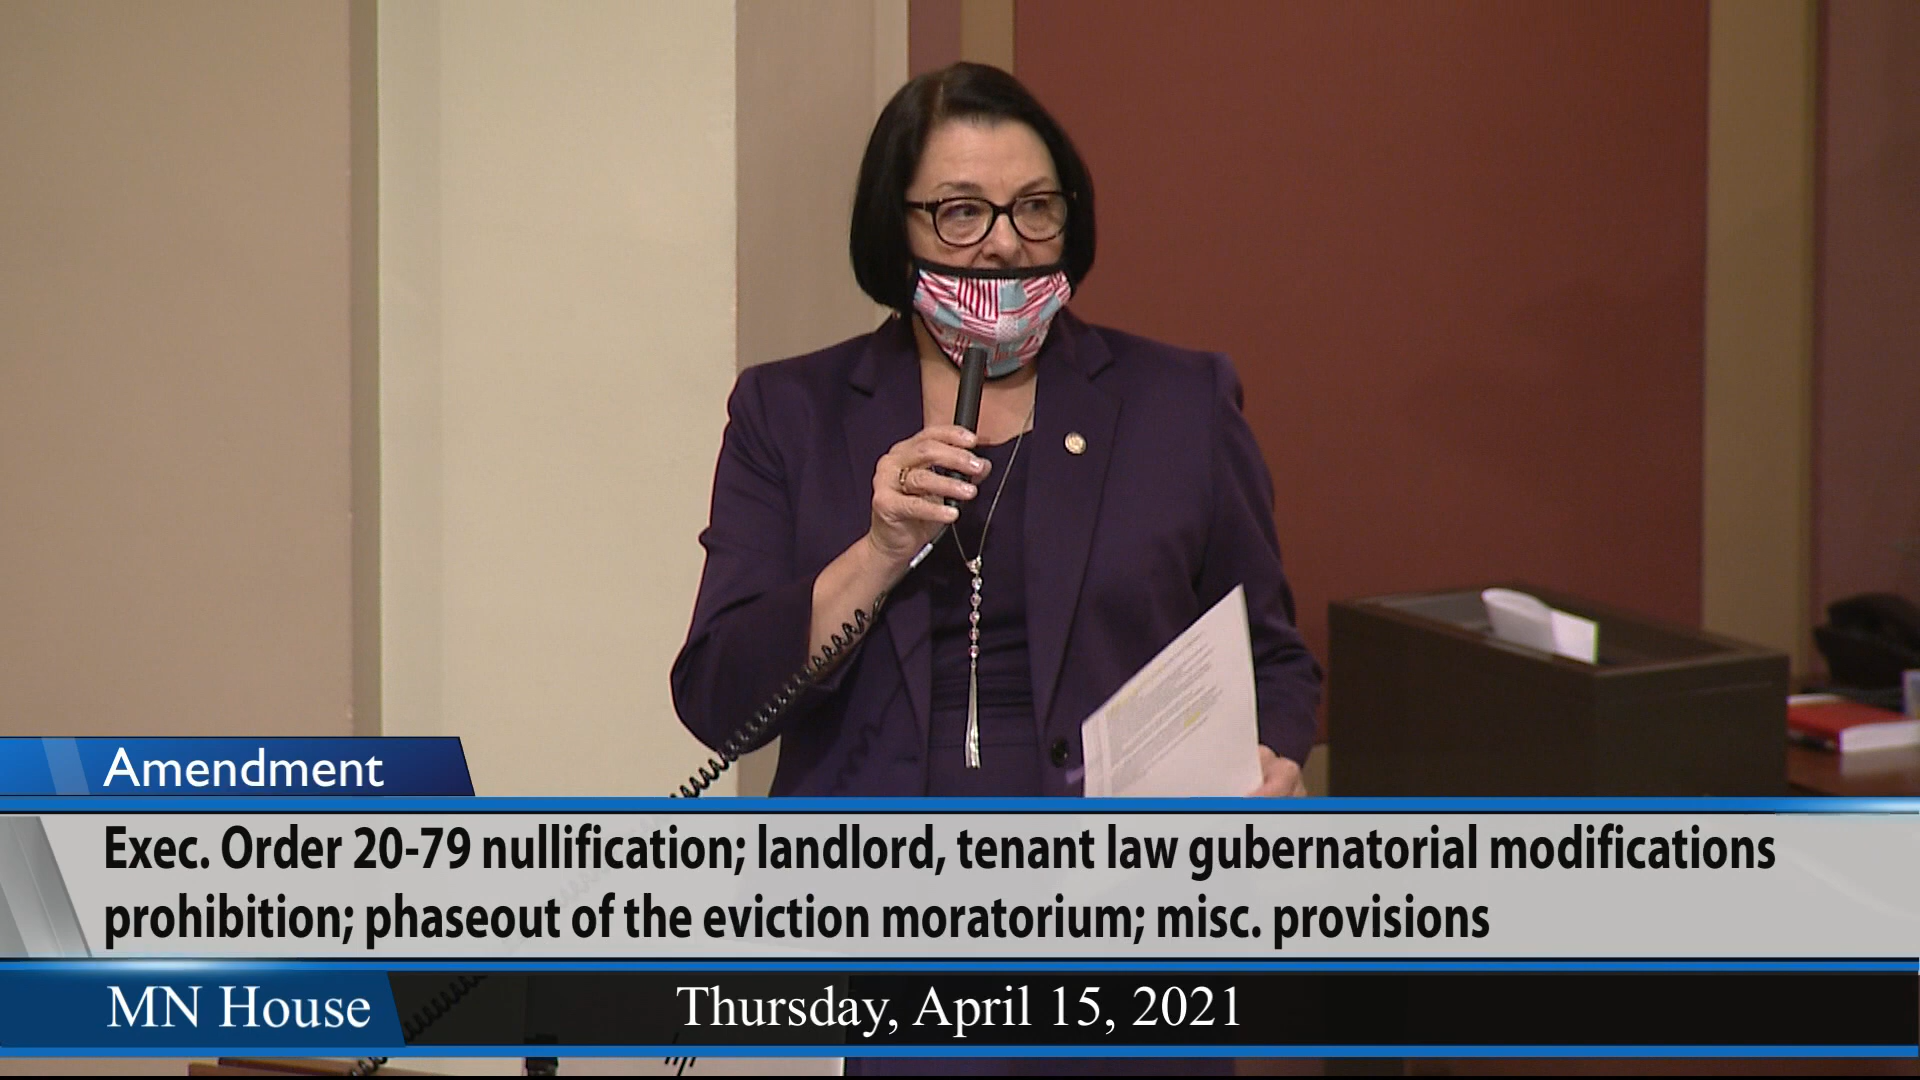 Amendment
Exec. Order 20-79 nullification; landlord, tenant law gubernatorial modifications
prohibition; phaseout of the eviction moratorium; misc. provisions
MN House
Thursday, April 15, 2021